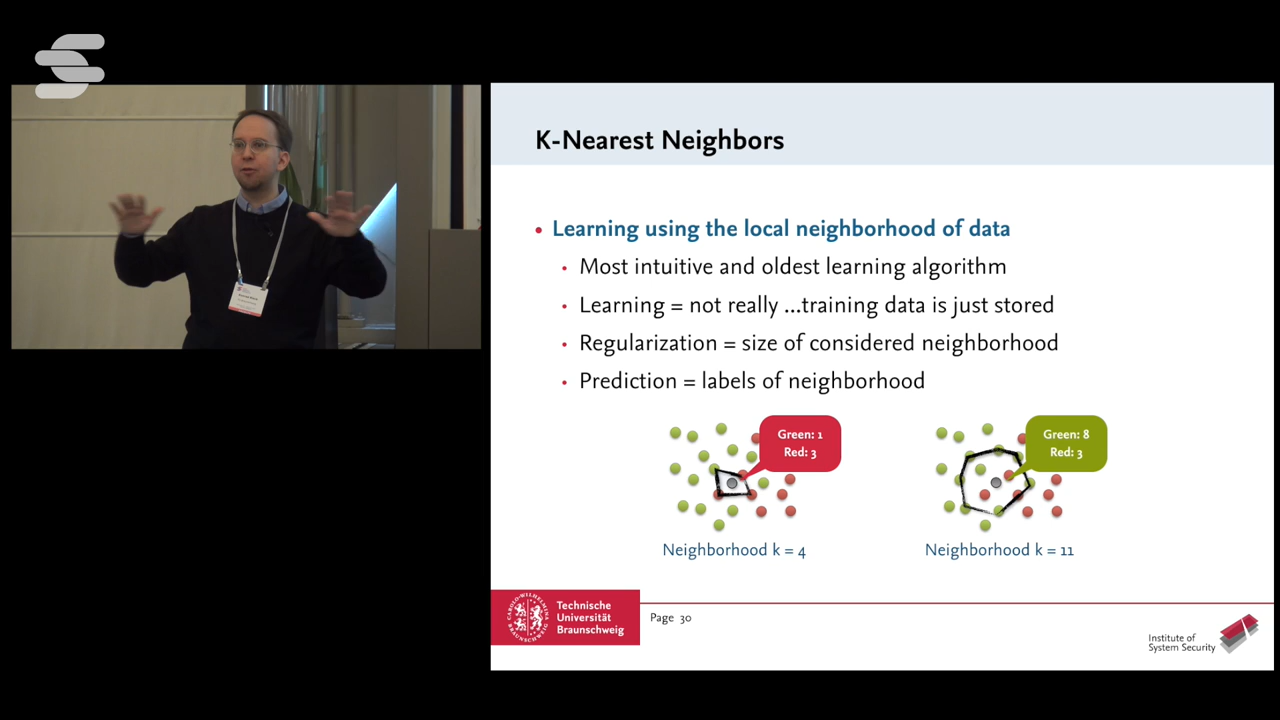 K-Nearest Neighbors
• Learning using the local neighborhood of data
• Most intuitive and oldest learning algorithm
• Learning = not really ...training data is just stored
• Regularization = size of considered neighborhood
• Prediction = labels of neighborhood
Green: 1
Red: 3
Green: 8
Red: 3
Neighborhood k = 4
Neighborhood k = 11
Technische
Universität
Braunschweig
Page 30
Institute of
System Security